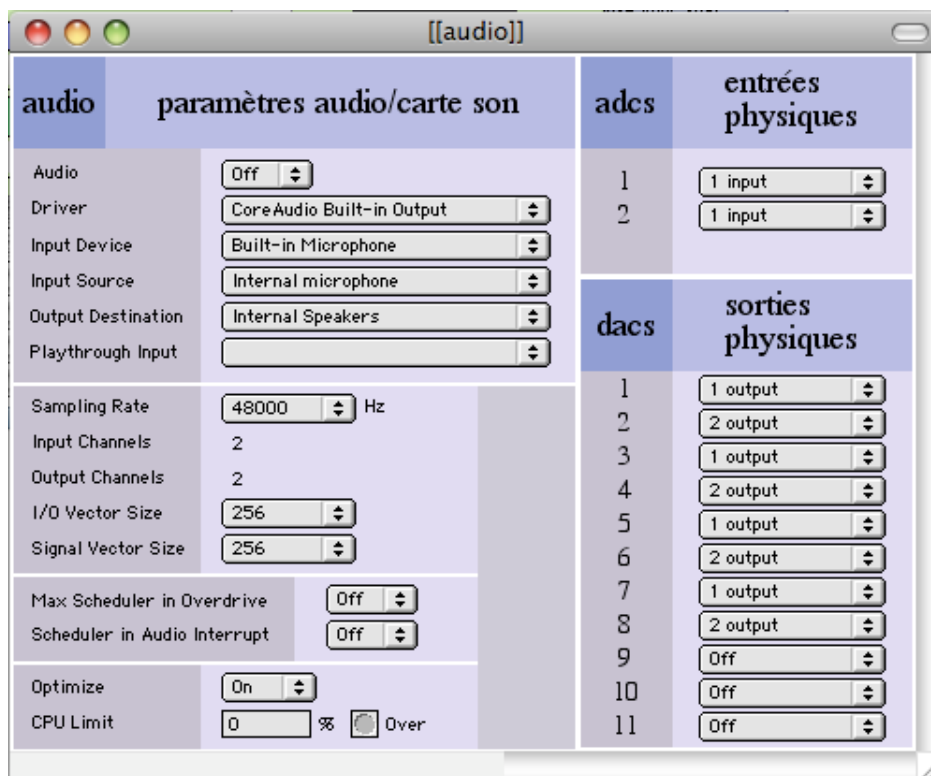 [[audio]]
audio paramètres audio/carte son
Audio Off
Driver CoreAudio Built-in Output
Input Device Built-in Microphone
Input Source Internal microphone
Output Destination Internal Speakers
Playthrough Input
Sampling Rate 48000 Hz
Input Channels 2
Output Channels 2
I/O Vector Size 256
Signal Vector Size 256
Max Scheduler in Overdrive Off
Scheduler in Audio Interrupt Off
Optimize On
CPU Limit 0 % Over
adcs entrées
physiques
1 1 input
2 1 input
dacs sorties
physiques
1 1 output
2 2 output
3 1 output
4 2 output
5 1 output
6 2 output
7 1 output
8 2 output
9 Off
10 Off
11 Off